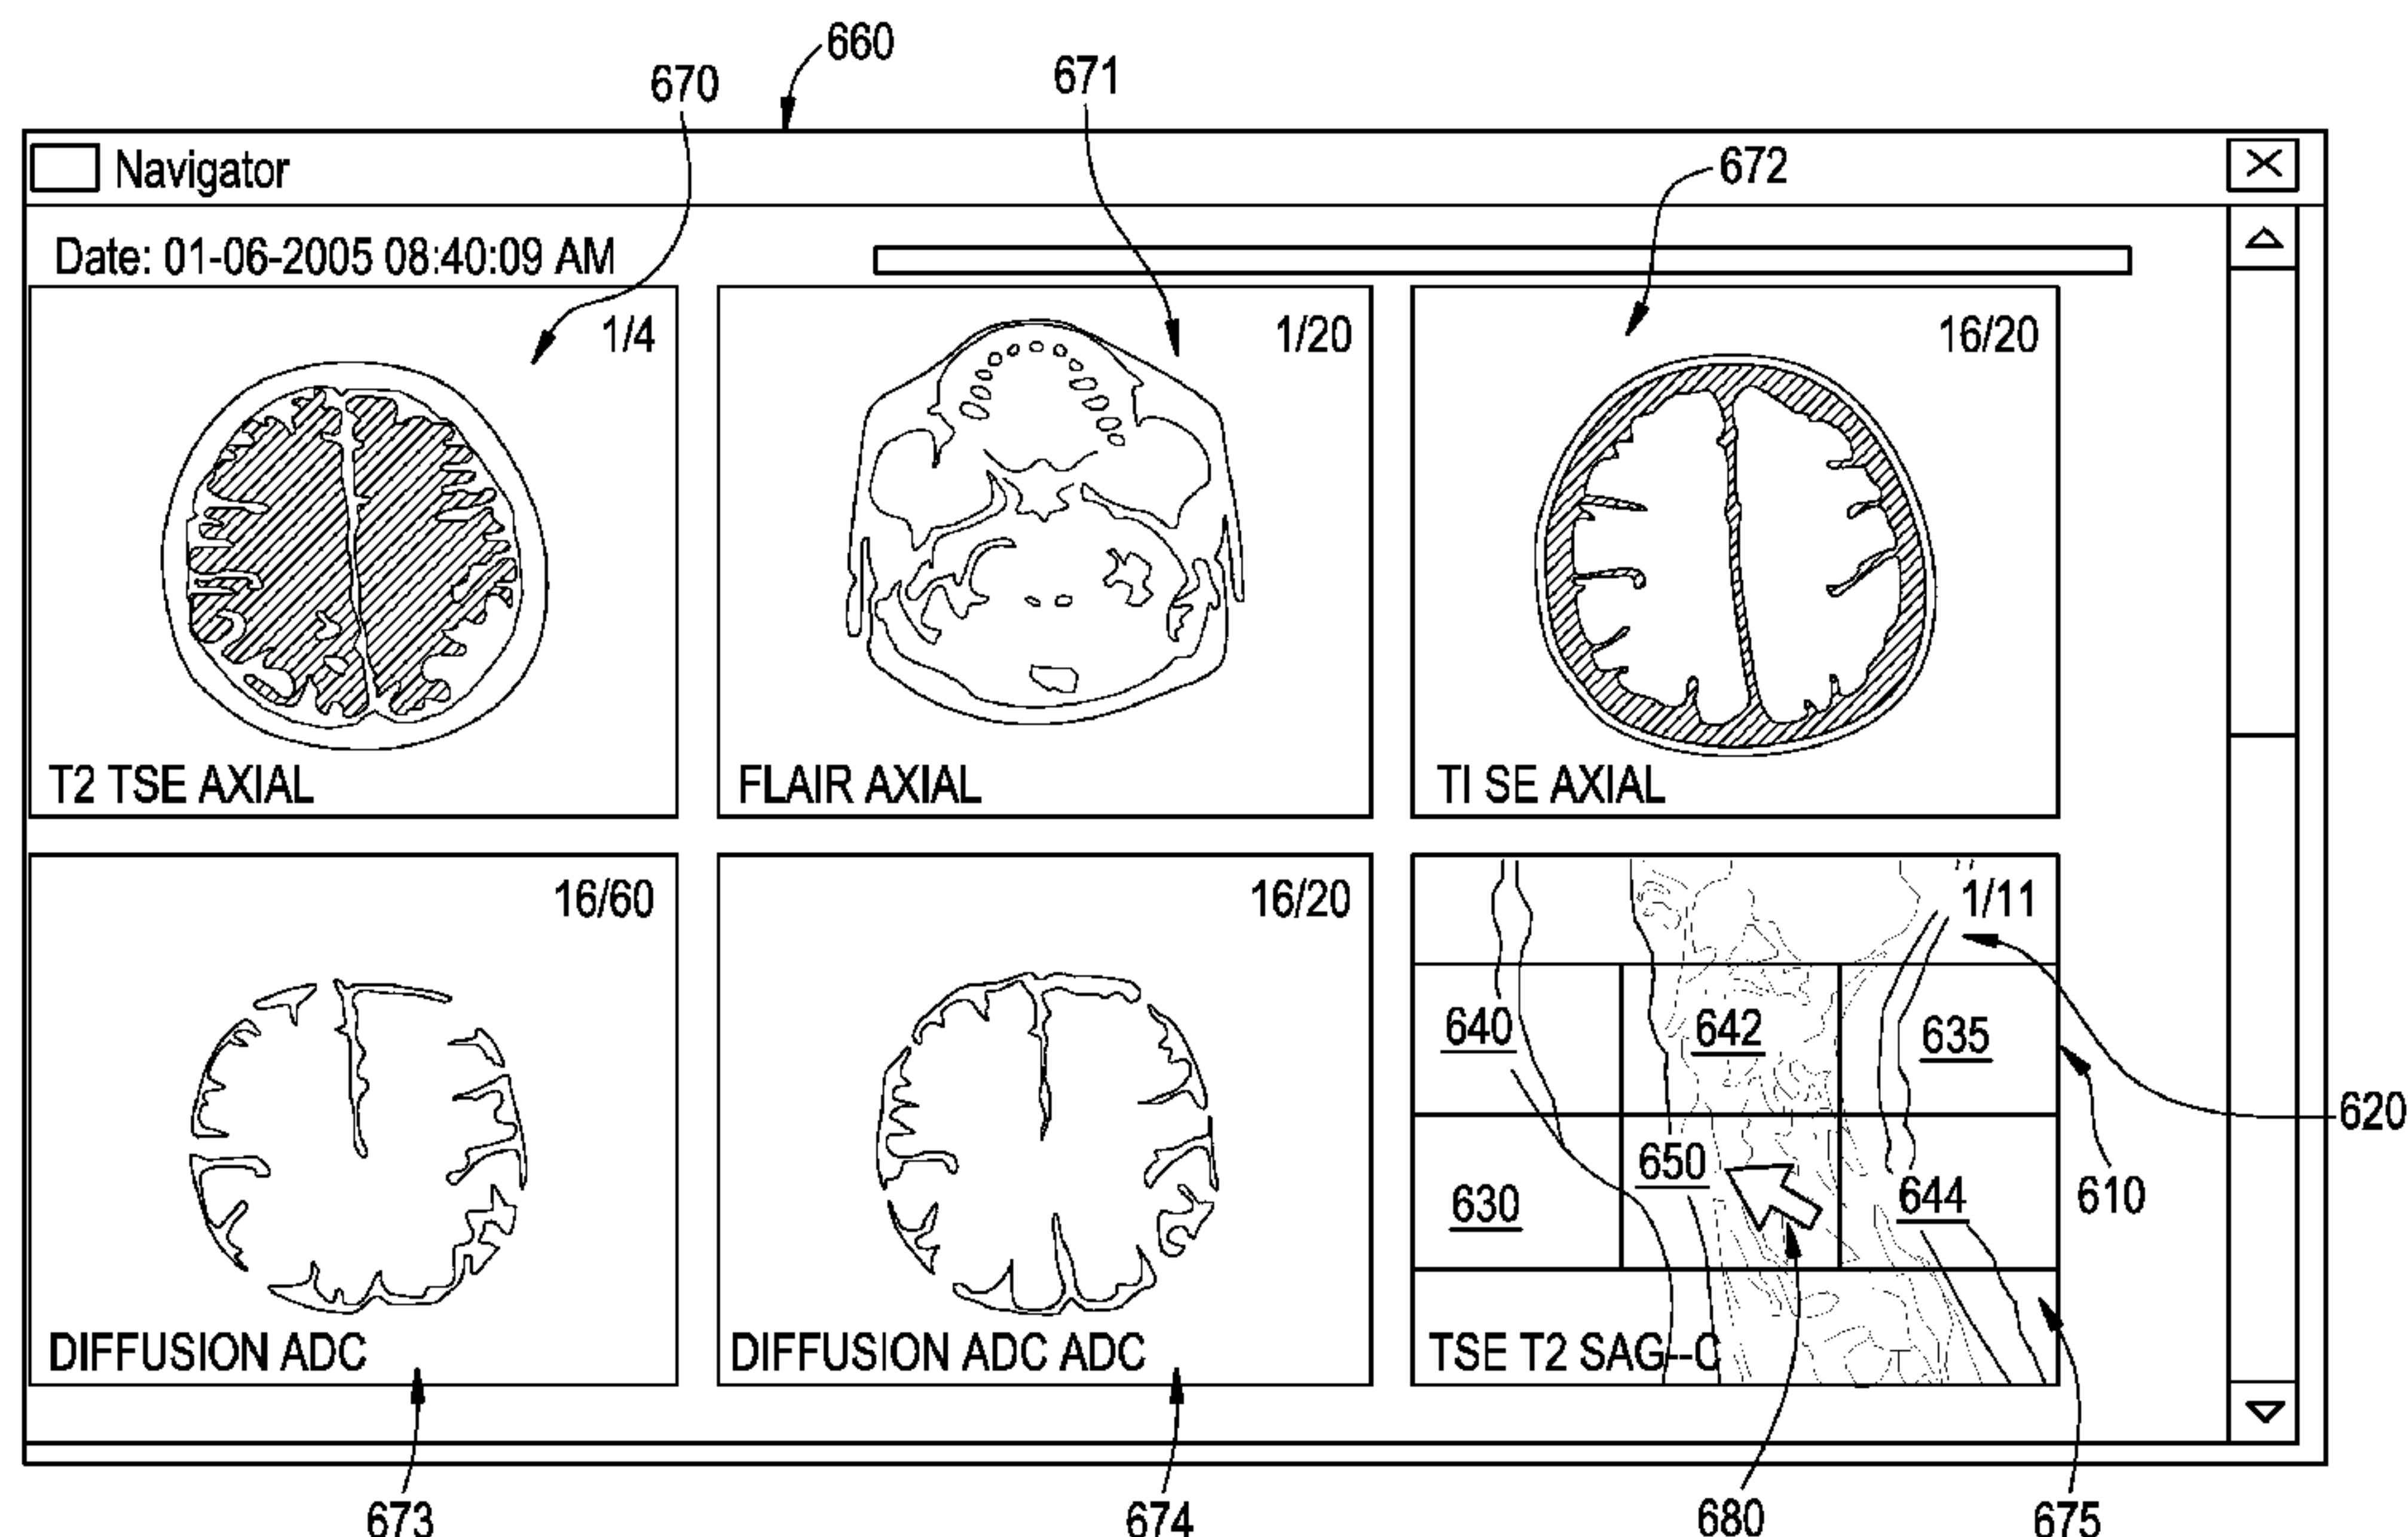 660
670
671
Navigator
672
Date: 01-06-2005 08:40:09 AM
1/4
1/20
16/20
T2 TSE AXIAL
FLAIR AXIAL
TI SE AXIAL
16/60
16/20
1/11
640
642
635
620
650
630
644
610
DIFFUSION ADC
DIFFUSION ADC ADC
TSE T2 SAG--C
673
674
680
675